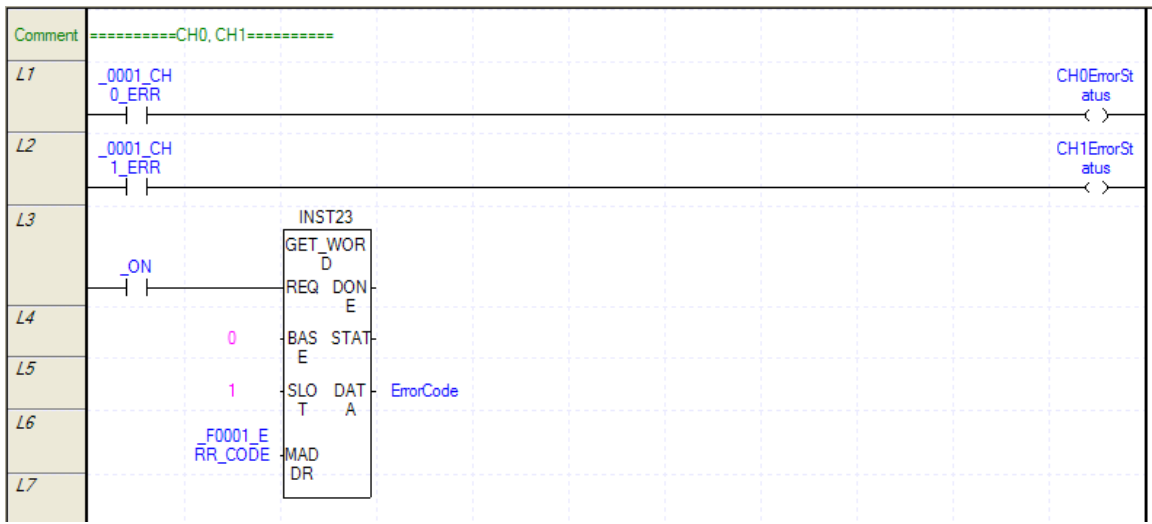 Comment ==========CH0, CH1==========
L1
_0001_CH
0_ERR
CH0ErrorSt
atus
L2
_0001_CH
1_ERR
CH1ErrorSt
atus
L3
INST23
GET_WOR
D
_ON
REQ DON
E
L4
0 BAS STAT
E
L5
1 SLO DAT ErrorCode
T A
L6
_F0001_E
RR_CODE MAD
DR
L7